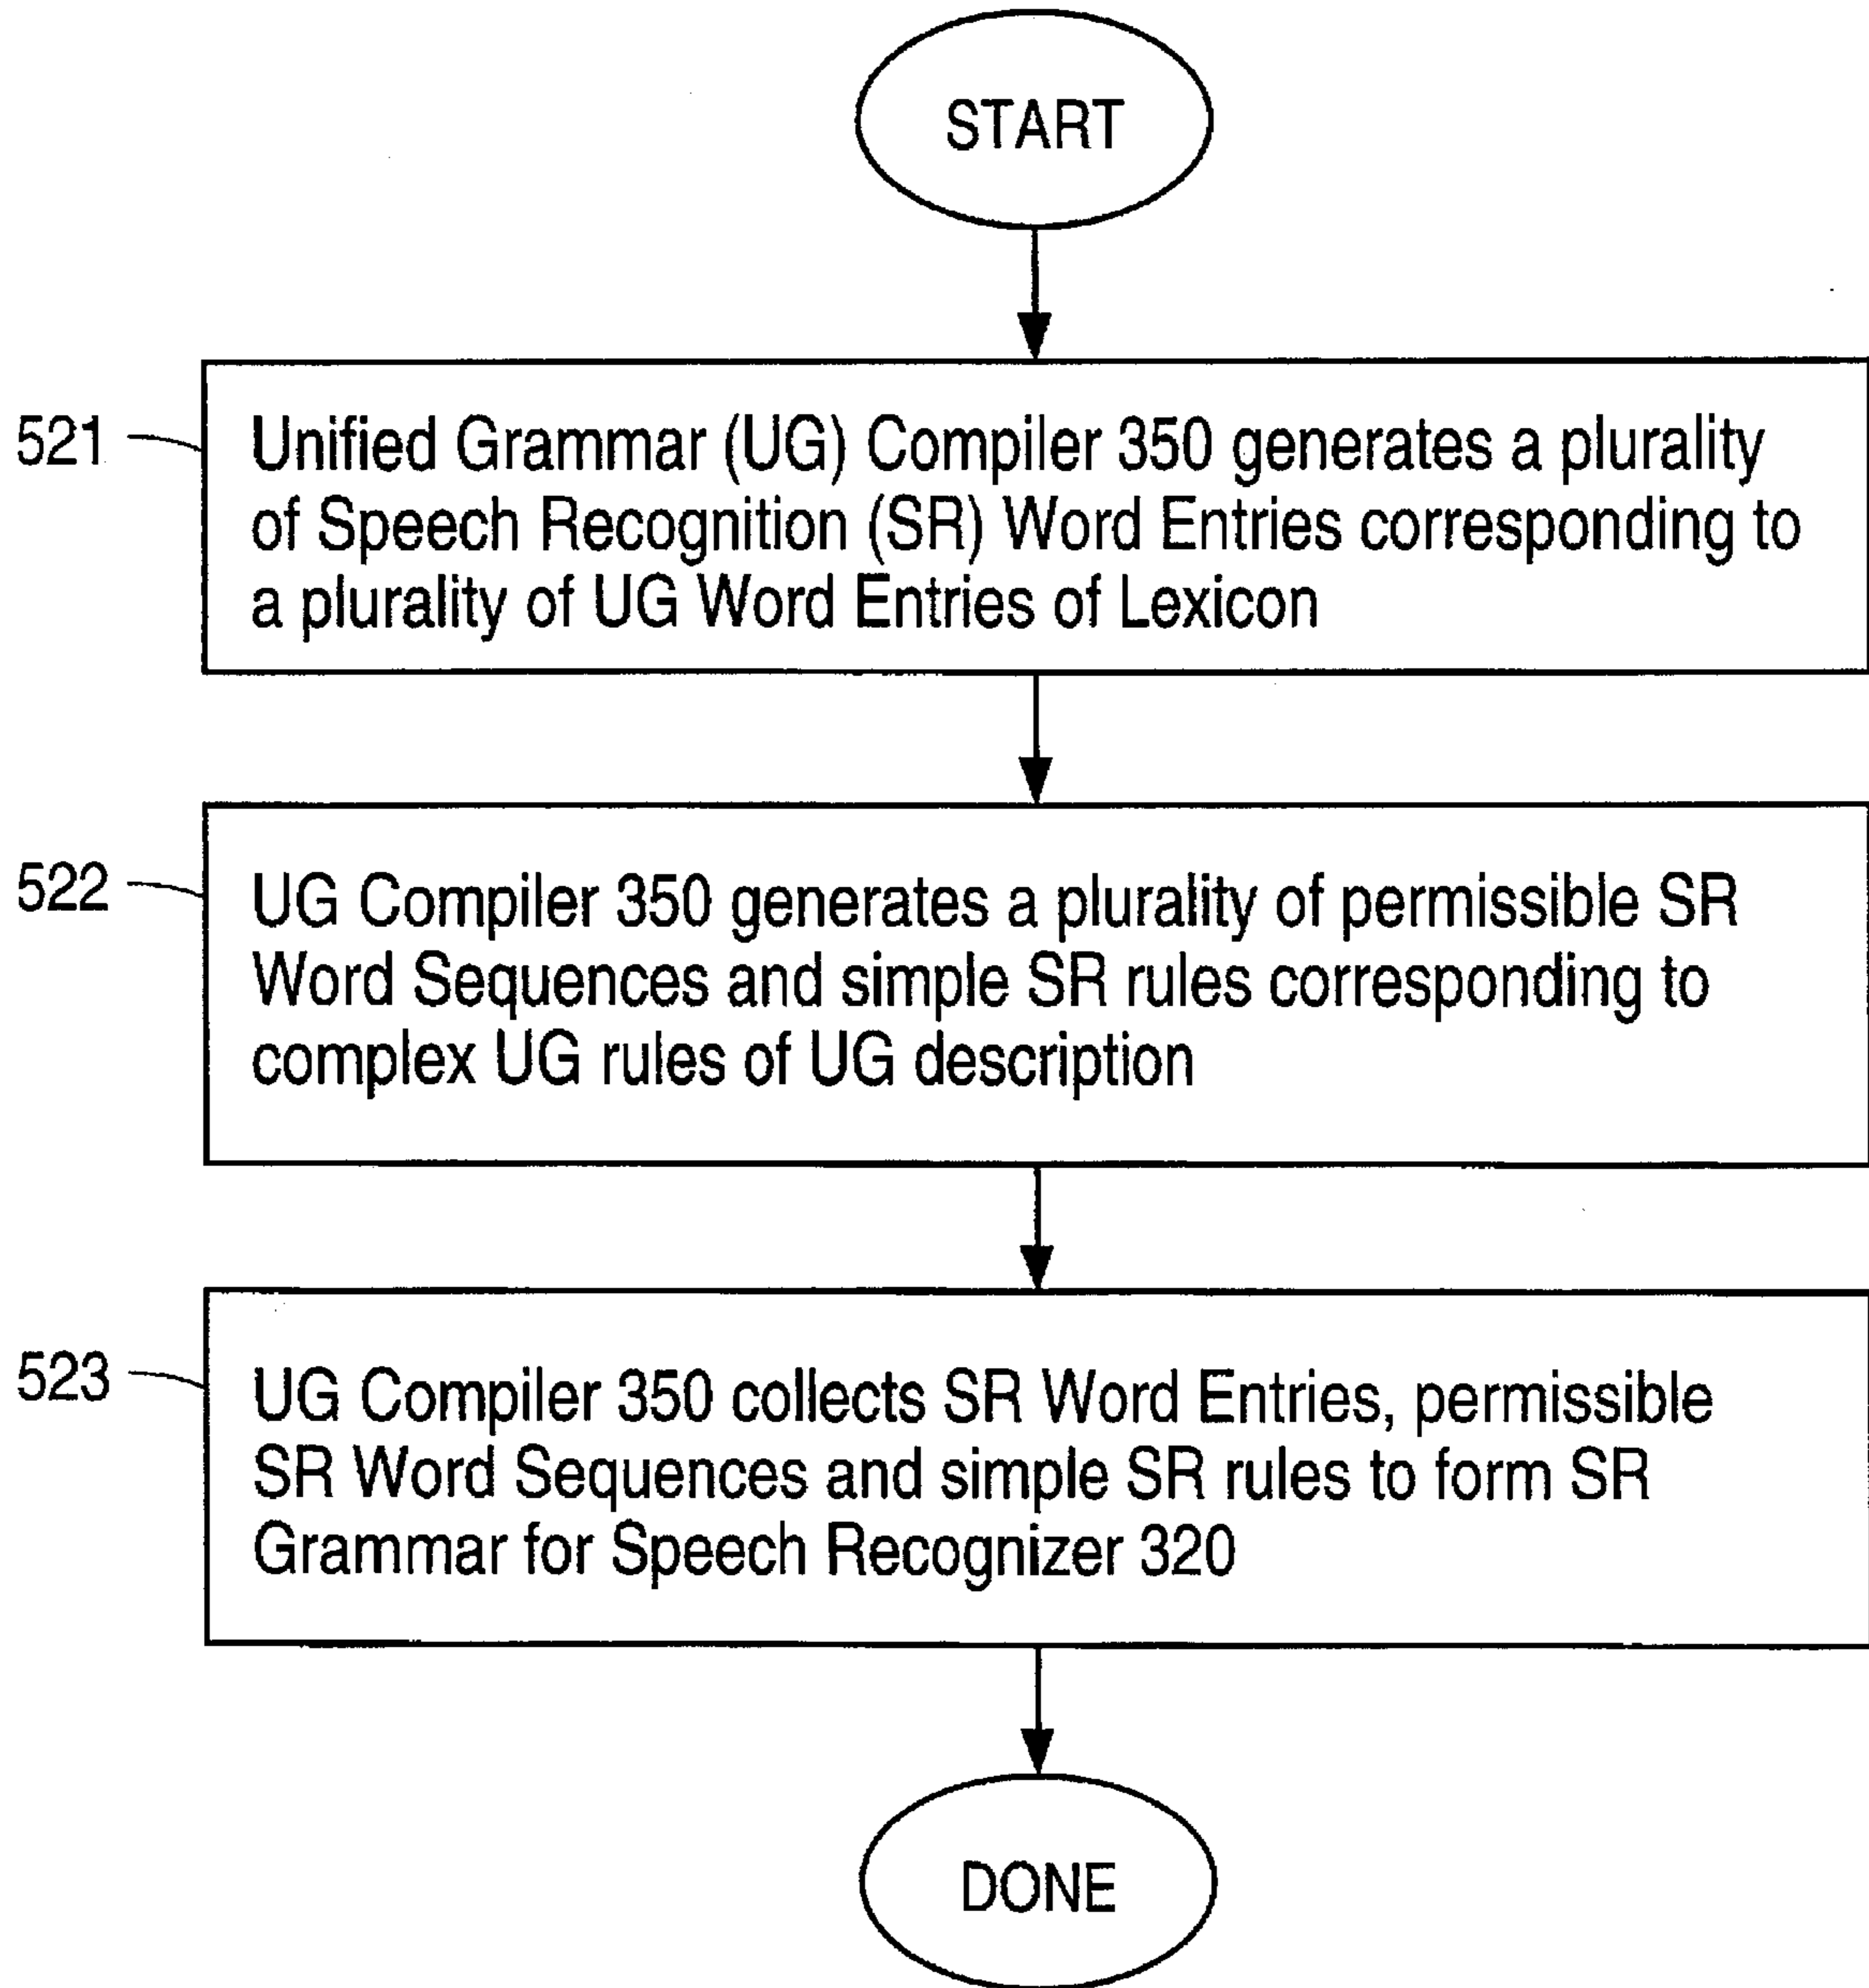 START
521
Unified Grammar (UG) Compiler 350 generates a plurality
of Speech Recognition (SR) Word Entries corresponding to
a plurality of UG Word Entries of Lexicon
522
UG Compiler 350 generates a plurality of permissible SR
Word Sequences and simple SR rules corresponding to
complex UG rules of UG description
523
UG Compiler 350 collects SR Word Entries, permissible
SR Word Sequences and simple SR rules to form SR
Grammar for Speech Recognizer 320
DONE